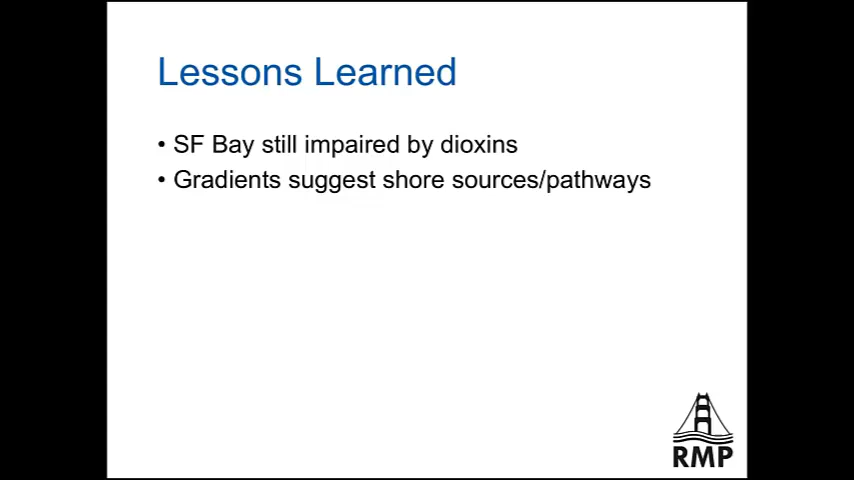 Lessons Learned
• SF Bay still impaired by dioxins
• Gradients suggest shore sources/pathways
RMP